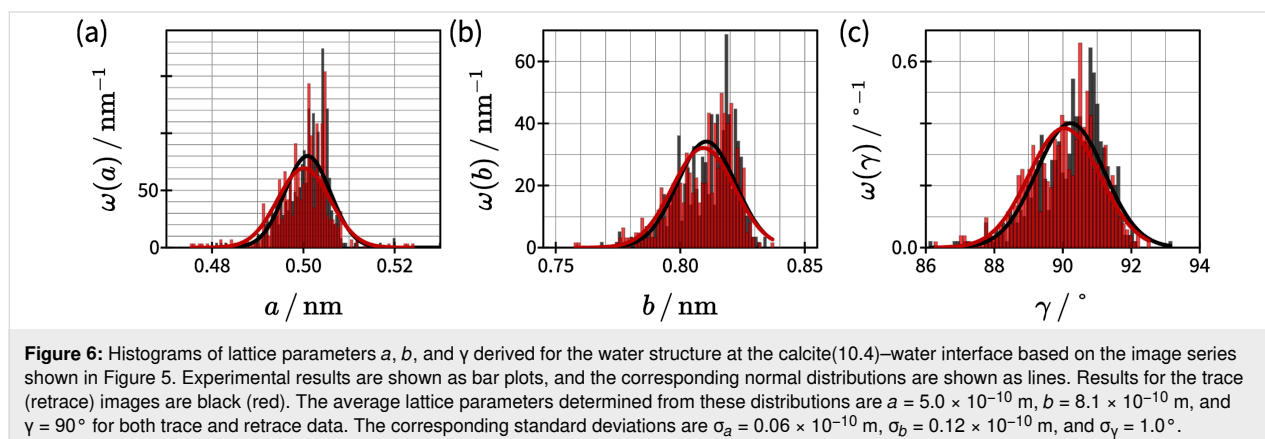 (a)
ω(a) / nm⁻¹
50
0
0.48 0.50 0.52
a / nm
(b)
ω(b) / nm⁻¹
60
40
20
0
0.75 0.80 0.85
b / nm
(c)
ω(γ) / °⁻¹
0.6
0.0
86 88 90 92 94
γ / °
Figure 6: Histograms of lattice parameters a, b, and γ derived for the water structure at the calcite(10.4)–water interface based on the image series
shown in Figure 5. Experimental results are shown as bar plots, and the corresponding normal distributions are shown as lines. Results for the trace
(retrace) images are black (red). The average lattice parameters determined from these distributions are a = 5.0 × 10⁻¹⁰ m, b = 8.1 × 10⁻¹⁰ m, and
γ = 90° for both trace and retrace data. The corresponding standard deviations are σₐ = 0.06 × 10⁻¹⁰ m, σb = 0.12 × 10⁻¹⁰ m, and σᵧ = 1.0°.